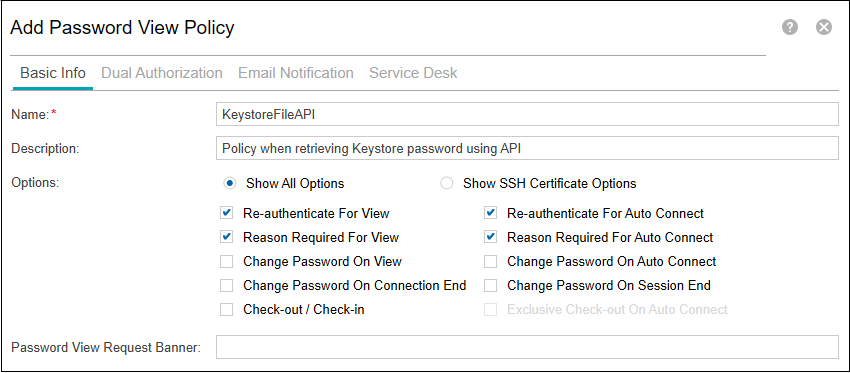 Add Password View Policy
Basic Info Dual Authorization Email Notification Service Desk
Name:* KeystoreFileAPI
Description: Policy when retrieving Keystore password using API
Options: Show All Options Show SSH Certificate Options
Re-authenticate For View Re-authenticate For Auto Connect
Reason Required For View Reason Required For Auto Connect
Change Password On View Change Password On Auto Connect
Change Password On Connection End Change Password On Session End
Check-out / Check-in Exclusive Check-out On Auto Connect
Password View Request Banner: